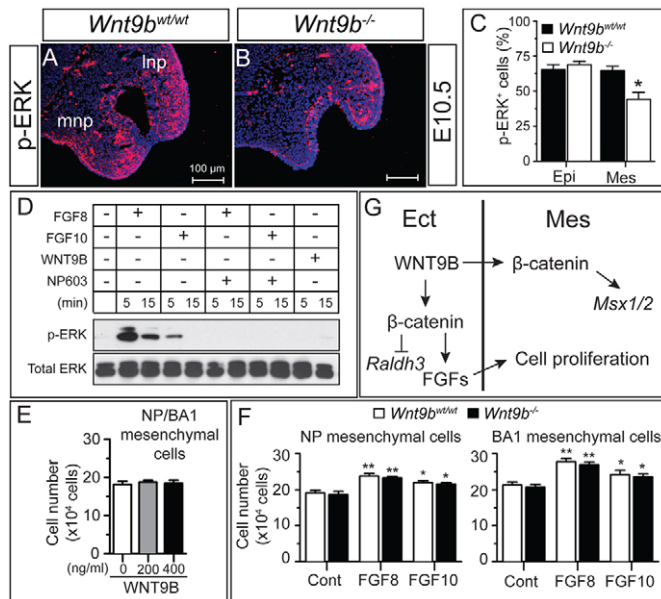 Wnt9b^wt/wt
Wnt9b^-/-
p-ERK
A
lnp
mnp
100 µm
B
E10.5
C
Wnt9b^wt/wt
Wnt9b^-/-
p-ERK⁺ cells (%)
100
75
50
25
0
*
Epi Mes
D
FGF8 - + - + - -
FGF10 - - + - + -
WNT9B - - - - - +
NP603 - - - + + -
(min) 5 15 5 15 5 15 5 15 5 15
p-ERK
Total ERK
G
Ect Mes
WNT9B β-catenin
Msx1/2
β-catenin
Raldh3
FGFs Cell proliferation
E
NP/BA1
mesenchymal
cells
Cell number
(x10⁴ cells)
30
20
10
0
0 200 400
(ng/ml)
WNT9B
F
Wnt9b^wt/wt Wnt9b^-/-
NP mesenchymal cells
Cell number
(x10⁴ cells)
30
20
10
0
** ** * *
Cont FGF8 FGF10
BA1 mesenchymal cells
30
20
10
0
** ** * *
Cont FGF8 FGF10